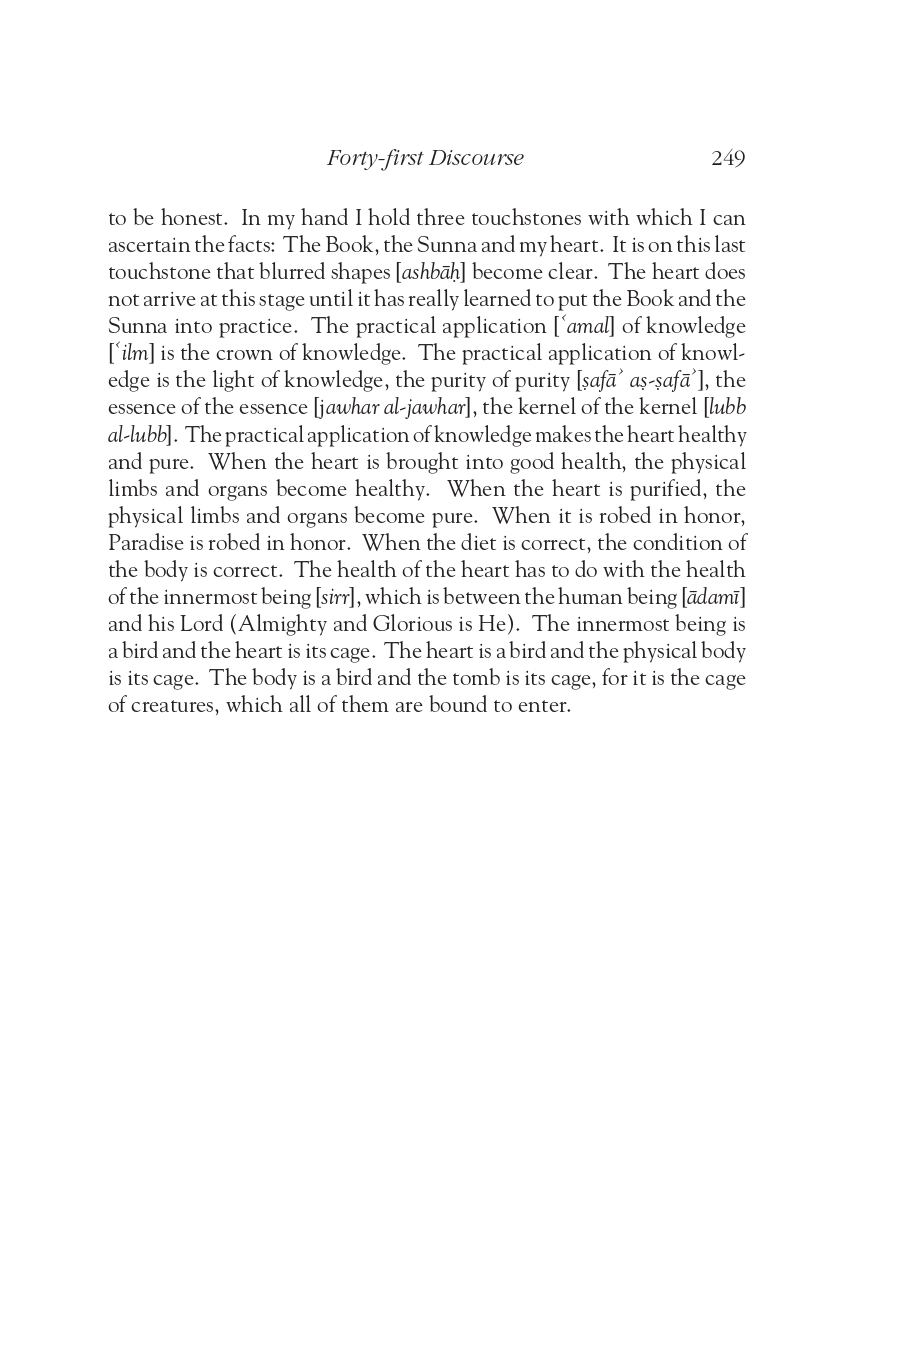 Forty-first Discourse 249
to be honest. In my hand I hold three touchstones with which I can
ascertain the facts: The Book, the Sunna and my heart. It is on this last
touchstone that blurred shapes [ashbāḥ] become clear. The heart does
not arrive at this stage until it has really learned to put the Book and the
Sunna into practice. The practical application [ʿamal] of knowledge
[ʿilm] is the crown of knowledge. The practical application of knowl-
edge is the light of knowledge, the purity of purity [ṣafāʾ aṣ-ṣafāʾ], the
essence of the essence [jawhar al-jawhar], the kernel of the kernel [lubb
al-lubb]. The practical application of knowledge makes the heart healthy
and pure. When the heart is brought into good health, the physical
limbs and organs become healthy. When the heart is purified, the
physical limbs and organs become pure. When it is robed in honor,
Paradise is robed in honor. When the diet is correct, the condition of
the body is correct. The health of the heart has to do with the health
of the innermost being [sirr], which is between the human being [ādamī]
and his Lord (Almighty and Glorious is He). The innermost being is
a bird and the heart is its cage. The heart is a bird and the physical body
is its cage. The body is a bird and the tomb is its cage, for it is the cage
of creatures, which all of them are bound to enter.